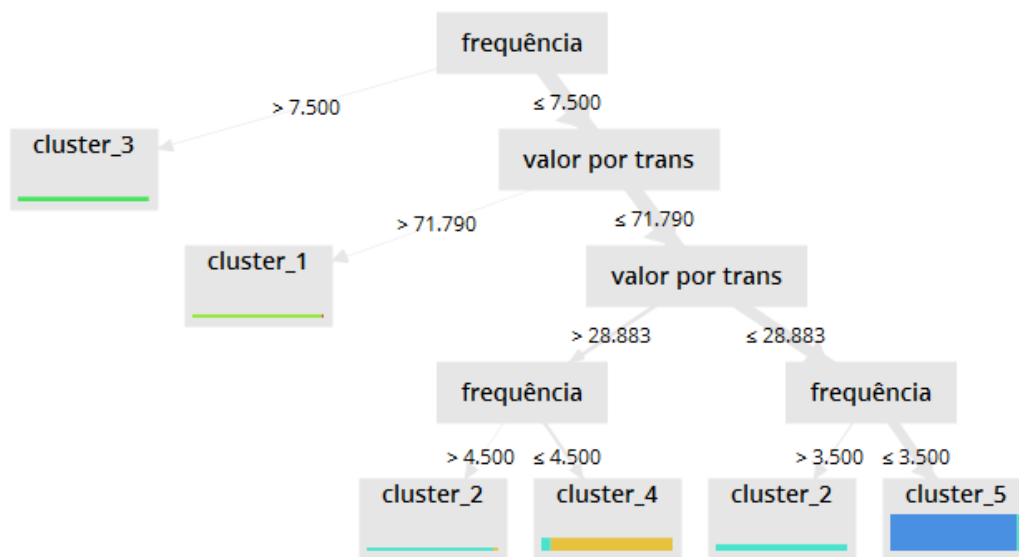 frequência
> 7.500
≤ 7.500
cluster_3
valor por trans
> 71.790
≤ 71.790
cluster_1
valor por trans
> 28.883
≤ 28.883
frequência
frequência
> 4.500
≤ 4.500
> 3.500
≤ 3.500
cluster_2
cluster_4
cluster_2
cluster_5